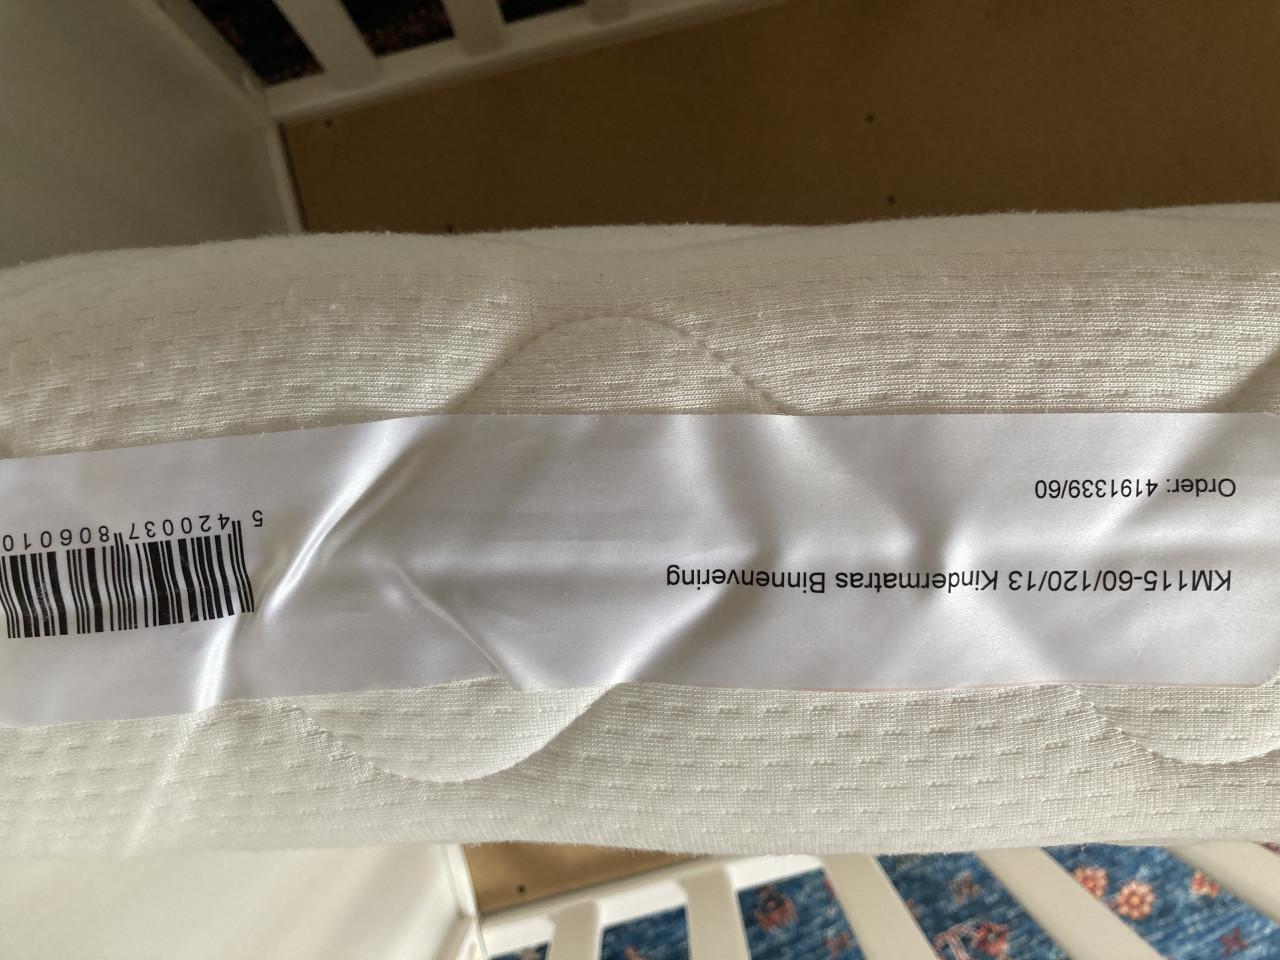 KM115-60/120/13 Kindermatras Binnenvering
Order: 4191339/60
5 420037 806010